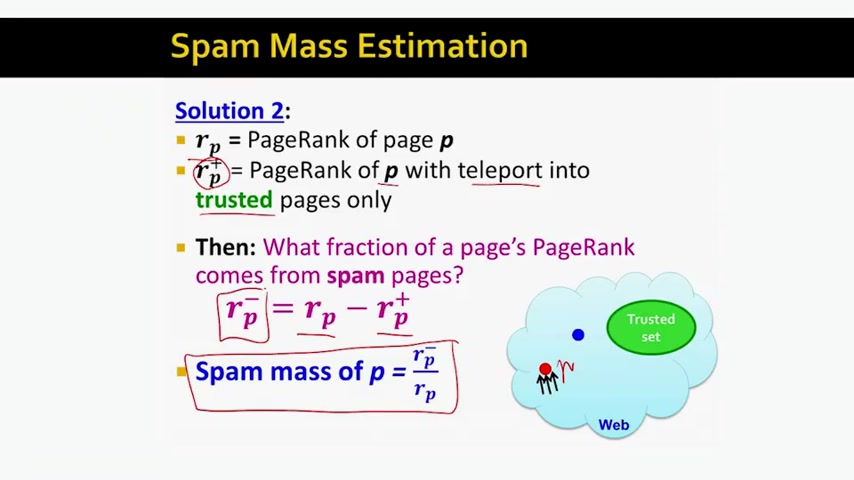 Spam Mass Estimation
Solution 2:
r_p = PageRank of page p
r_p^+ = PageRank of p with teleport into
trusted pages only
Then: What fraction of a page's PageRank
comes from spam pages?
r_p^- = r_p − r_p^+
Spam mass of p = r_p^- / r_p
Trusted
set
Web